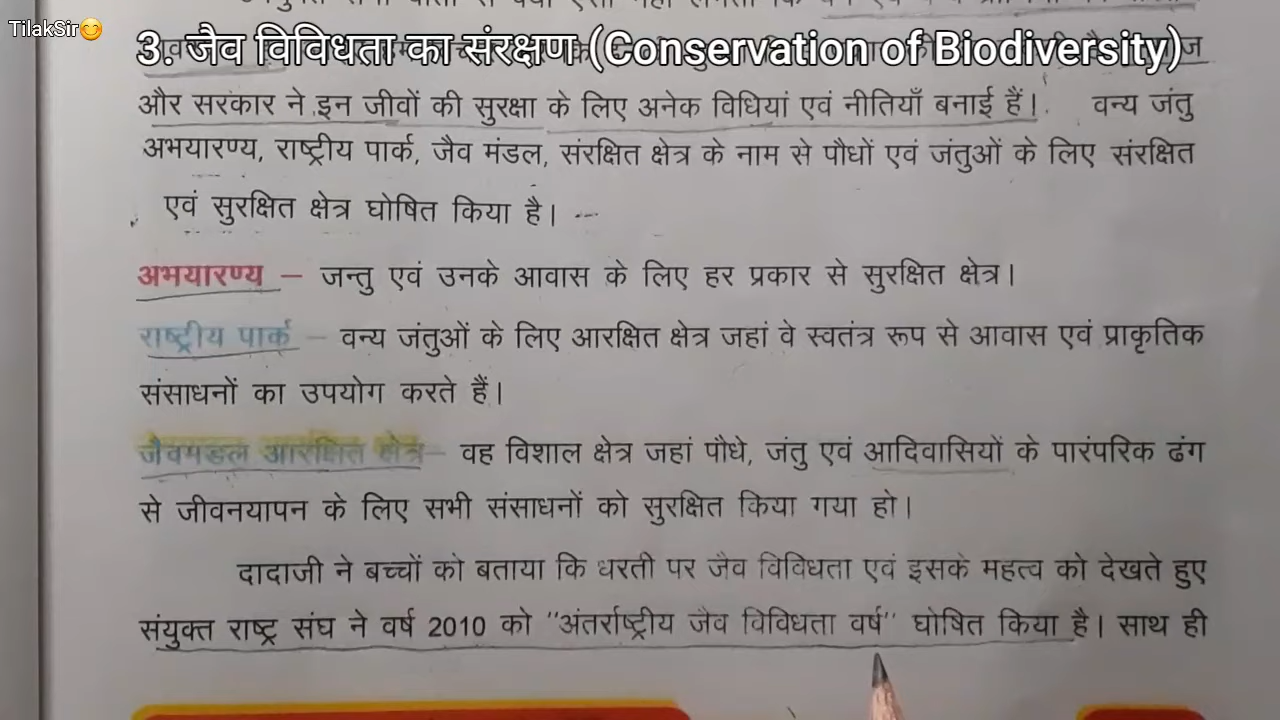 TilakSir😊
3. जैव विविधता का संरक्षण (Conservation of Biodiversity)
और सरकार ने इन जीवों की सुरक्षा के लिए अनेक विधियां एवं नीतियाँ बनाई हैं। वन्य जंतु
अभयारण्य, राष्ट्रीय पार्क, जैव मंडल, संरक्षित क्षेत्र के नाम से पौधों एवं जंतुओं के लिए संरक्षित
एवं सुरक्षित क्षेत्र घोषित किया है।
अभयारण्य – जन्तु एवं उनके आवास के लिए हर प्रकार से सुरक्षित क्षेत्र।
राष्ट्रीय पार्क – वन्य जंतुओं के लिए आरक्षित क्षेत्र जहां वे स्वतंत्र रूप से आवास एवं प्राकृतिक
संसाधनों का उपयोग करते हैं।
जैवमंडल आरक्षित क्षेत्र– वह विशाल क्षेत्र जहां पौधे, जंतु एवं आदिवासियों के पारंपरिक ढंग
से जीवनयापन के लिए सभी संसाधनों को सुरक्षित किया गया हो।
दादाजी ने बच्चों को बताया कि धरती पर जैव विविधता एवं इसके महत्व को देखते हुए
संयुक्त राष्ट्र संघ ने वर्ष 2010 को "अंतर्राष्ट्रीय जैव विविधता वर्ष" घोषित किया है। साथ ही